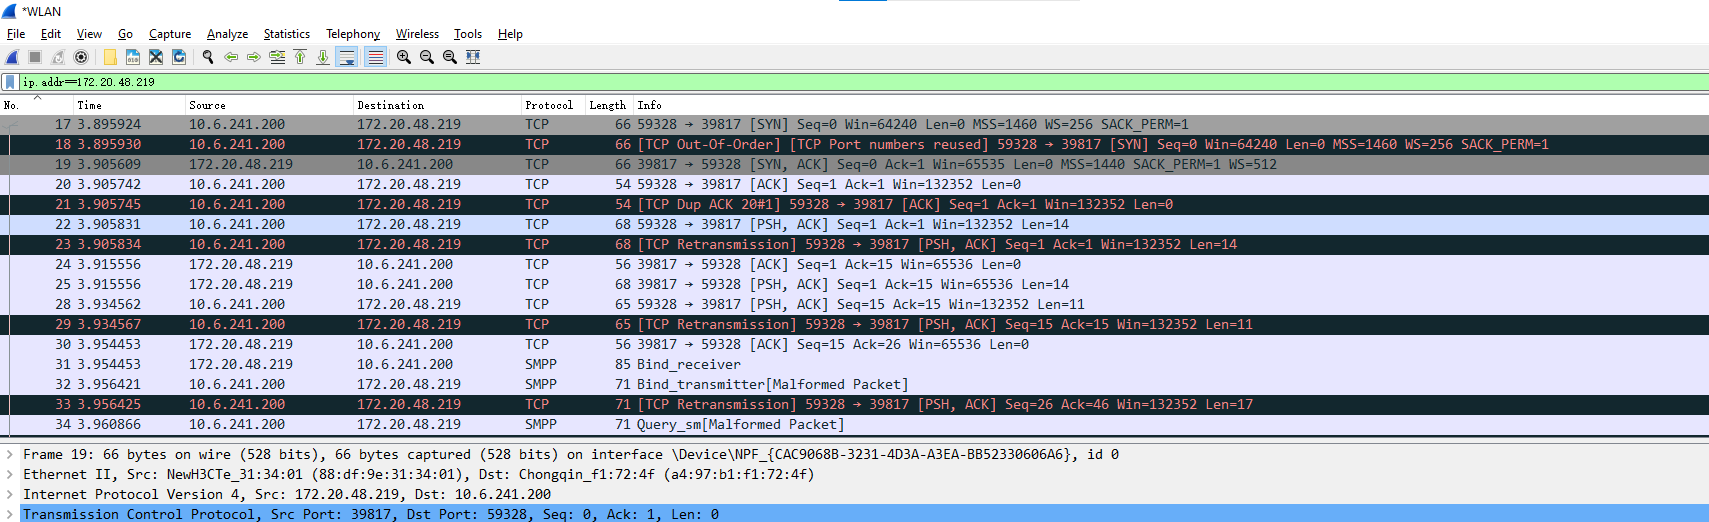 *WLAN
File Edit View Go Capture Analyze Statistics Telephony Wireless Tools Help
ip.addr==172.20.48.219
No. Time Source Destination Protocol Length Info
17 3.895924 10.6.241.200 172.20.48.219 TCP 66 59328 → 39817 [SYN] Seq=0 Win=64240 Len=0 MSS=1460 WS=256 SACK_PERM=1
18 3.895930 10.6.241.200 172.20.48.219 TCP 66 [TCP Out-Of-Order] [TCP Port numbers reused] 59328 → 39817 [SYN] Seq=0 Win=64240 Len=0 MSS=1460 WS=256 SACK_PERM=1
19 3.905609 172.20.48.219 10.6.241.200 TCP 66 39817 → 59328 [SYN, ACK] Seq=0 Ack=1 Win=65535 Len=0 MSS=1440 SACK_PERM=1 WS=512
20 3.905742 10.6.241.200 172.20.48.219 TCP 54 59328 → 39817 [ACK] Seq=1 Ack=1 Win=132352 Len=0
21 3.905745 10.6.241.200 172.20.48.219 TCP 54 [TCP Dup ACK 20#1] 59328 → 39817 [ACK] Seq=1 Ack=1 Win=132352 Len=0
22 3.905831 10.6.241.200 172.20.48.219 TCP 68 59328 → 39817 [PSH, ACK] Seq=1 Ack=1 Win=132352 Len=14
23 3.905834 10.6.241.200 172.20.48.219 TCP 68 [TCP Retransmission] 59328 → 39817 [PSH, ACK] Seq=1 Ack=1 Win=132352 Len=14
24 3.915556 172.20.48.219 10.6.241.200 TCP 56 39817 → 59328 [ACK] Seq=1 Ack=15 Win=65536 Len=0
25 3.915556 172.20.48.219 10.6.241.200 TCP 68 39817 → 59328 [PSH, ACK] Seq=1 Ack=15 Win=65536 Len=14
28 3.934562 10.6.241.200 172.20.48.219 TCP 65 59328 → 39817 [PSH, ACK] Seq=15 Ack=15 Win=132352 Len=11
29 3.934567 10.6.241.200 172.20.48.219 TCP 65 [TCP Retransmission] 59328 → 39817 [PSH, ACK] Seq=15 Ack=15 Win=132352 Len=11
30 3.954453 172.20.48.219 10.6.241.200 TCP 56 39817 → 59328 [ACK] Seq=15 Ack=26 Win=65536 Len=0
31 3.954453 172.20.48.219 10.6.241.200 SMPP 85 Bind_receiver
32 3.956421 10.6.241.200 172.20.48.219 SMPP 71 Bind_transmitter[Malformed Packet]
33 3.956425 10.6.241.200 172.20.48.219 TCP 71 [TCP Retransmission] 59328 → 39817 [PSH, ACK] Seq=26 Ack=46 Win=132352 Len=17
34 3.960866 10.6.241.200 172.20.48.219 SMPP 71 Query_sm[Malformed Packet]
Frame 19: 66 bytes on wire (528 bits), 66 bytes captured (528 bits) on interface \Device\NPF_{CAC9068B-3231-4D3A-A3EA-BB52330606A6}, id 0
Ethernet II, Src: NewH3CTe_31:34:01 (88:df:9e:31:34:01), Dst: Chongqin_f1:72:4f (a4:97:b1:f1:72:4f)
Internet Protocol Version 4, Src: 172.20.48.219, Dst: 10.6.241.200
Transmission Control Protocol, Src Port: 39817, Dst Port: 59328, Seq: 0, Ack: 1, Len: 0